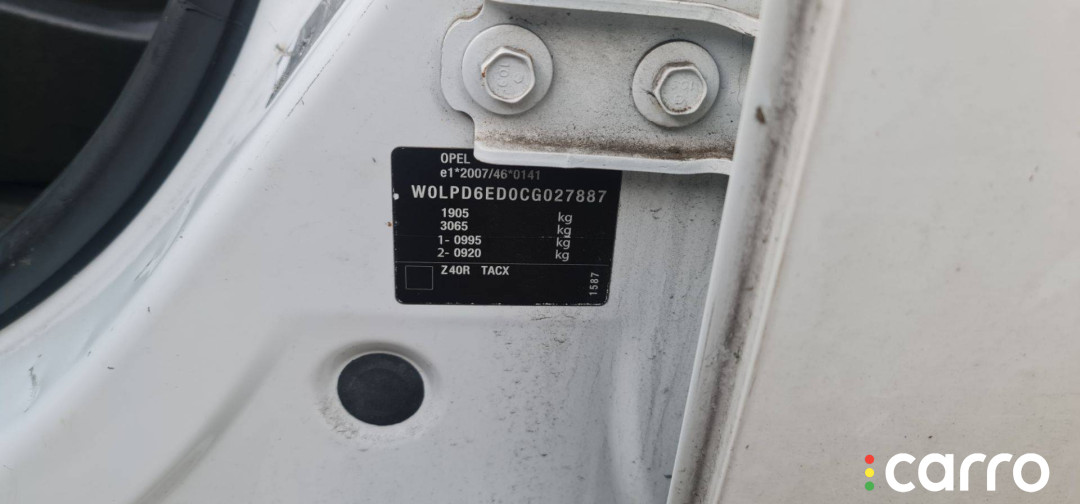 OPEL
e1*2007/46*0141
W0LPD6ED0CG027887
1905 kg
3065 kg
1- 0995 kg
2- 0920 kg
Z40R TACX
1587
carro